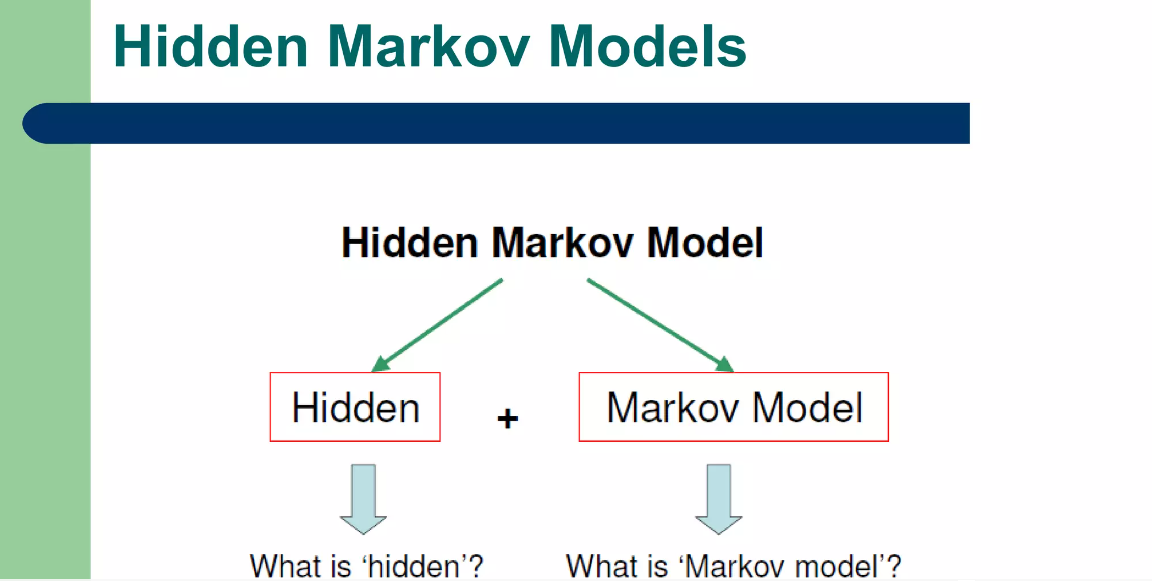 Hidden Markov Models
Hidden Markov Model
Hidden + Markov Model
What is ‘hidden’? What is ‘Markov model’?